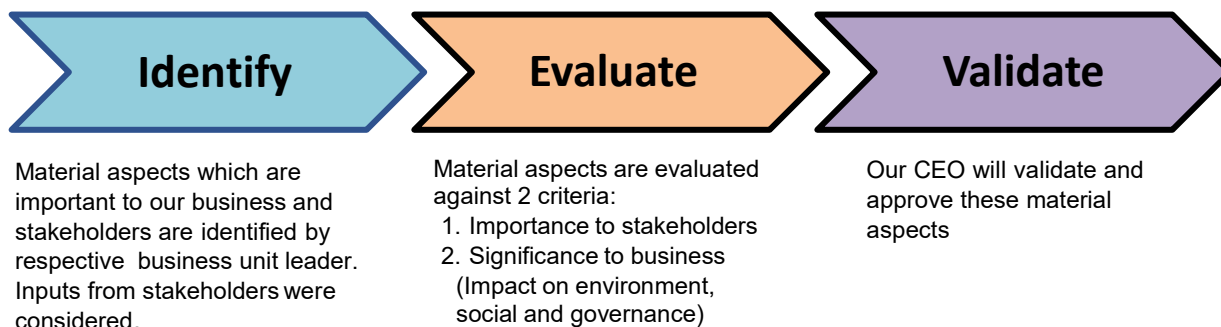 Identify
Material aspects which are
important to our business and
stakeholders are identified by
respective business unit leader.
Inputs from stakeholders were
considered.
Evaluate
Material aspects are evaluated
against 2 criteria:
1. Importance to stakeholders
2. Significance to business
(Impact on environment,
social and governance)
Validate
Our CEO will validate and
approve these material
aspects